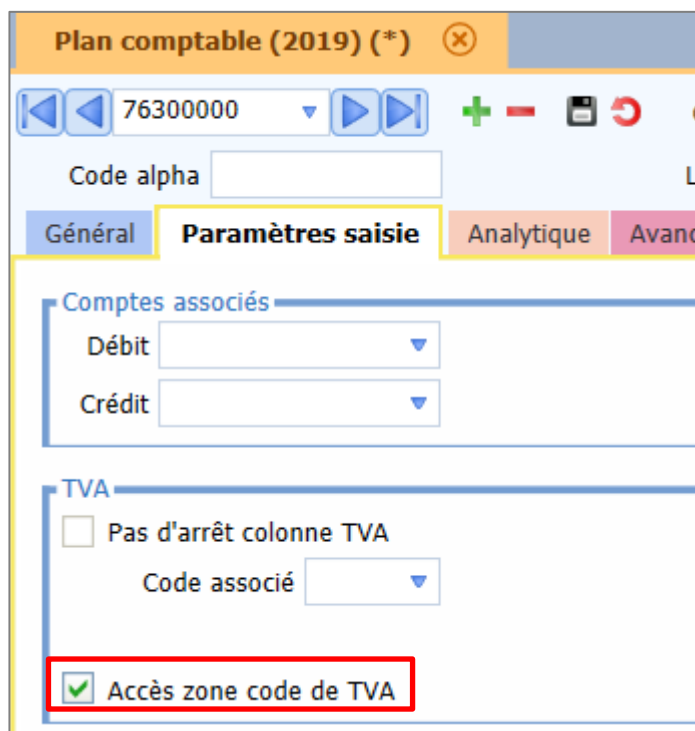 Plan comptable (2019) (*)
76300000
Code alpha
Général Paramètres saisie Analytique
Comptes associés
Débit
Crédit
TVA
Pas d'arrêt colonne TVA
Code associé
Accès zone code de TVA